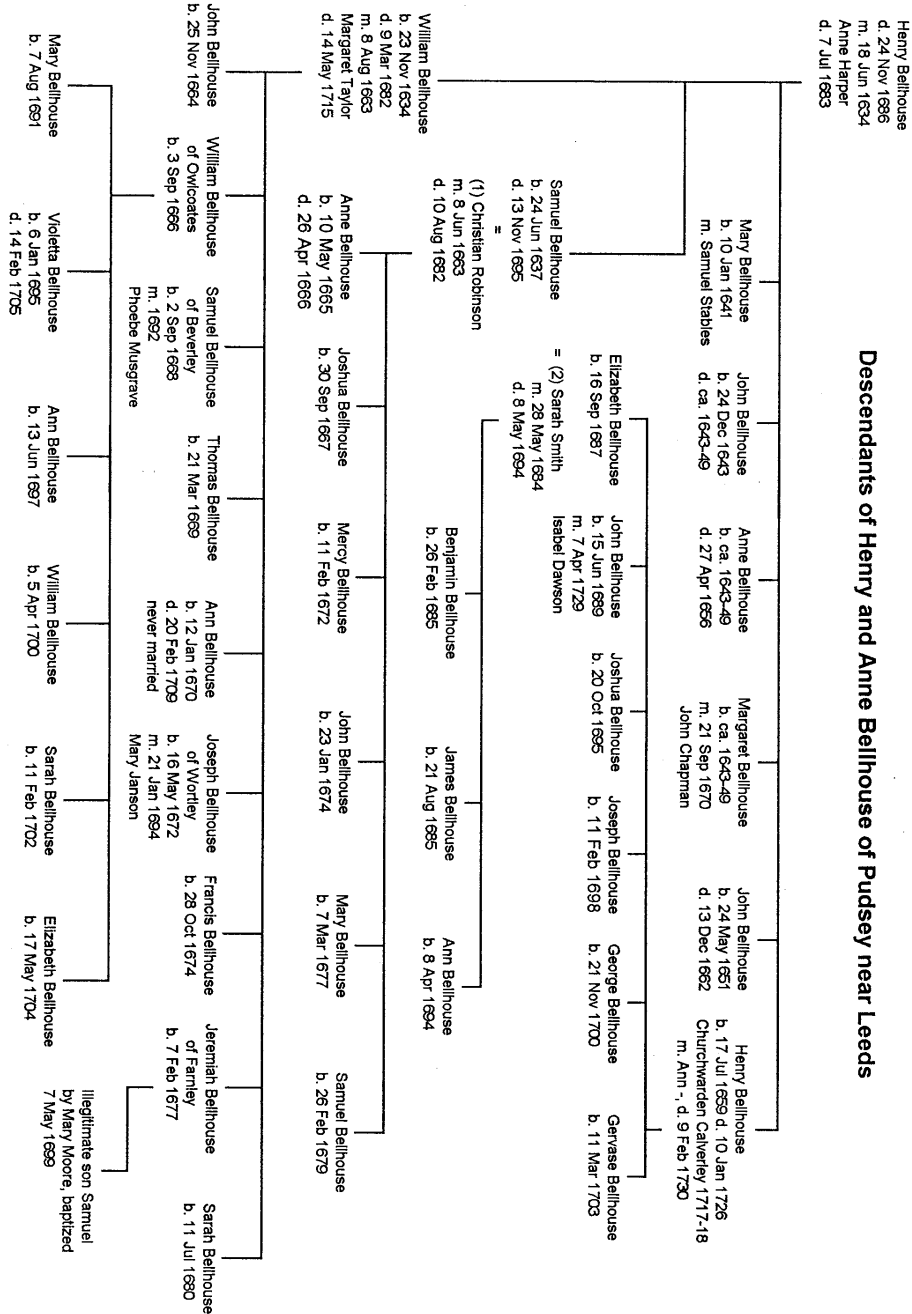 Descendants of Henry and Anne Bellhouse of Pudsey near Leeds
Henry Bellhouse
d. 24 Nov 1686
m. 18 Jun 1634
Anne Harper
d. 7 Jul 1683
Mary Bellhouse
b. 10 Jan 1641
m. Samuel Stables
John Bellhouse
b. 24 Dec 1643
d. ca. 1643-49
Anne Bellhouse
b. ca. 1643-49
d. 27 Apr 1656
Margaret Bellhouse
b. ca. 1643-49
m. 21 Sep 1670
John Chapman
John Bellhouse
b. 24 May 1651
d. 13 Dec 1662
Henry Bellhouse
b. 17 Jul 1659 d. 10 Jan 1726
Churchwarden Calverley 1717-18
m. Ann -, d. 9 Feb 1730
Elizabeth Bellhouse
b. 16 Sep 1687
John Bellhouse
b. 15 Jun 1689
m. 7 Apr 1729
Isabel Dawson
Joshua Bellhouse
b. 20 Oct 1695
Joseph Bellhouse
b. 11 Feb 1698
George Bellhouse
b. 21 Nov 1700
Gervase Bellhouse
b. 11 Mar 1703
Samuel Bellhouse
b. 24 Jun 1637
d. 13 Nov 1695
=
(1) Christian Robinson
m. 8 Jun 1663
d. 10 Aug 1682
= (2) Sarah Smith
m. 28 May 1684
d. 8 May 1694
Benjamin Bellhouse
b. 26 Feb 1685
James Bellhouse
b. 21 Aug 1685
Ann Bellhouse
b. 8 Apr 1694
William Bellhouse
b. 23 Nov 1634
d. 9 Mar 1682
m. 8 Aug 1663
Margaret Taylor
d. 14 May 1715
Anne Bellhouse
b. 10 May 1665
d. 26 Apr 1666
Joshua Bellhouse
b. 30 Sep 1667
Mercy Bellhouse
b. 11 Feb 1672
John Bellhouse
b. 23 Jan 1674
Mary Bellhouse
b. 7 Mar 1677
Samuel Bellhouse
b. 26 Feb 1679
John Bellhouse
b. 25 Nov 1664
William Bellhouse
of Owlcoates
b. 3 Sep 1666
Samuel Bellhouse
of Beverley
b. 2 Sep 1668
m. 1692
Phoebe Musgrave
Thomas Bellhouse
b. 21 Mar 1669
Ann Bellhouse
b. 12 Jan 1670
d. 20 Feb 1709
never married
Joseph Bellhouse
of Wortley
b. 16 May 1672
m. 21 Jan 1694
Mary Janson
Francis Bellhouse
b. 28 Oct 1674
Jeremiah Bellhouse
of Farnley
b. 7 Feb 1677
Sarah Bellhouse
b. 11 Jul 1680
Mary Bellhouse
b. 7 Aug 1691
Violetta Bellhouse
b. 6 Jan 1695
d. 14 Feb 1705
Ann Bellhouse
b. 13 Jun 1697
William Bellhouse
b. 5 Apr 1700
Sarah Bellhouse
b. 11 Feb 1702
Elizabeth Bellhouse
b. 17 May 1704
Illegitimate son Samuel
by Mary Moore, baptized
7 May 1699